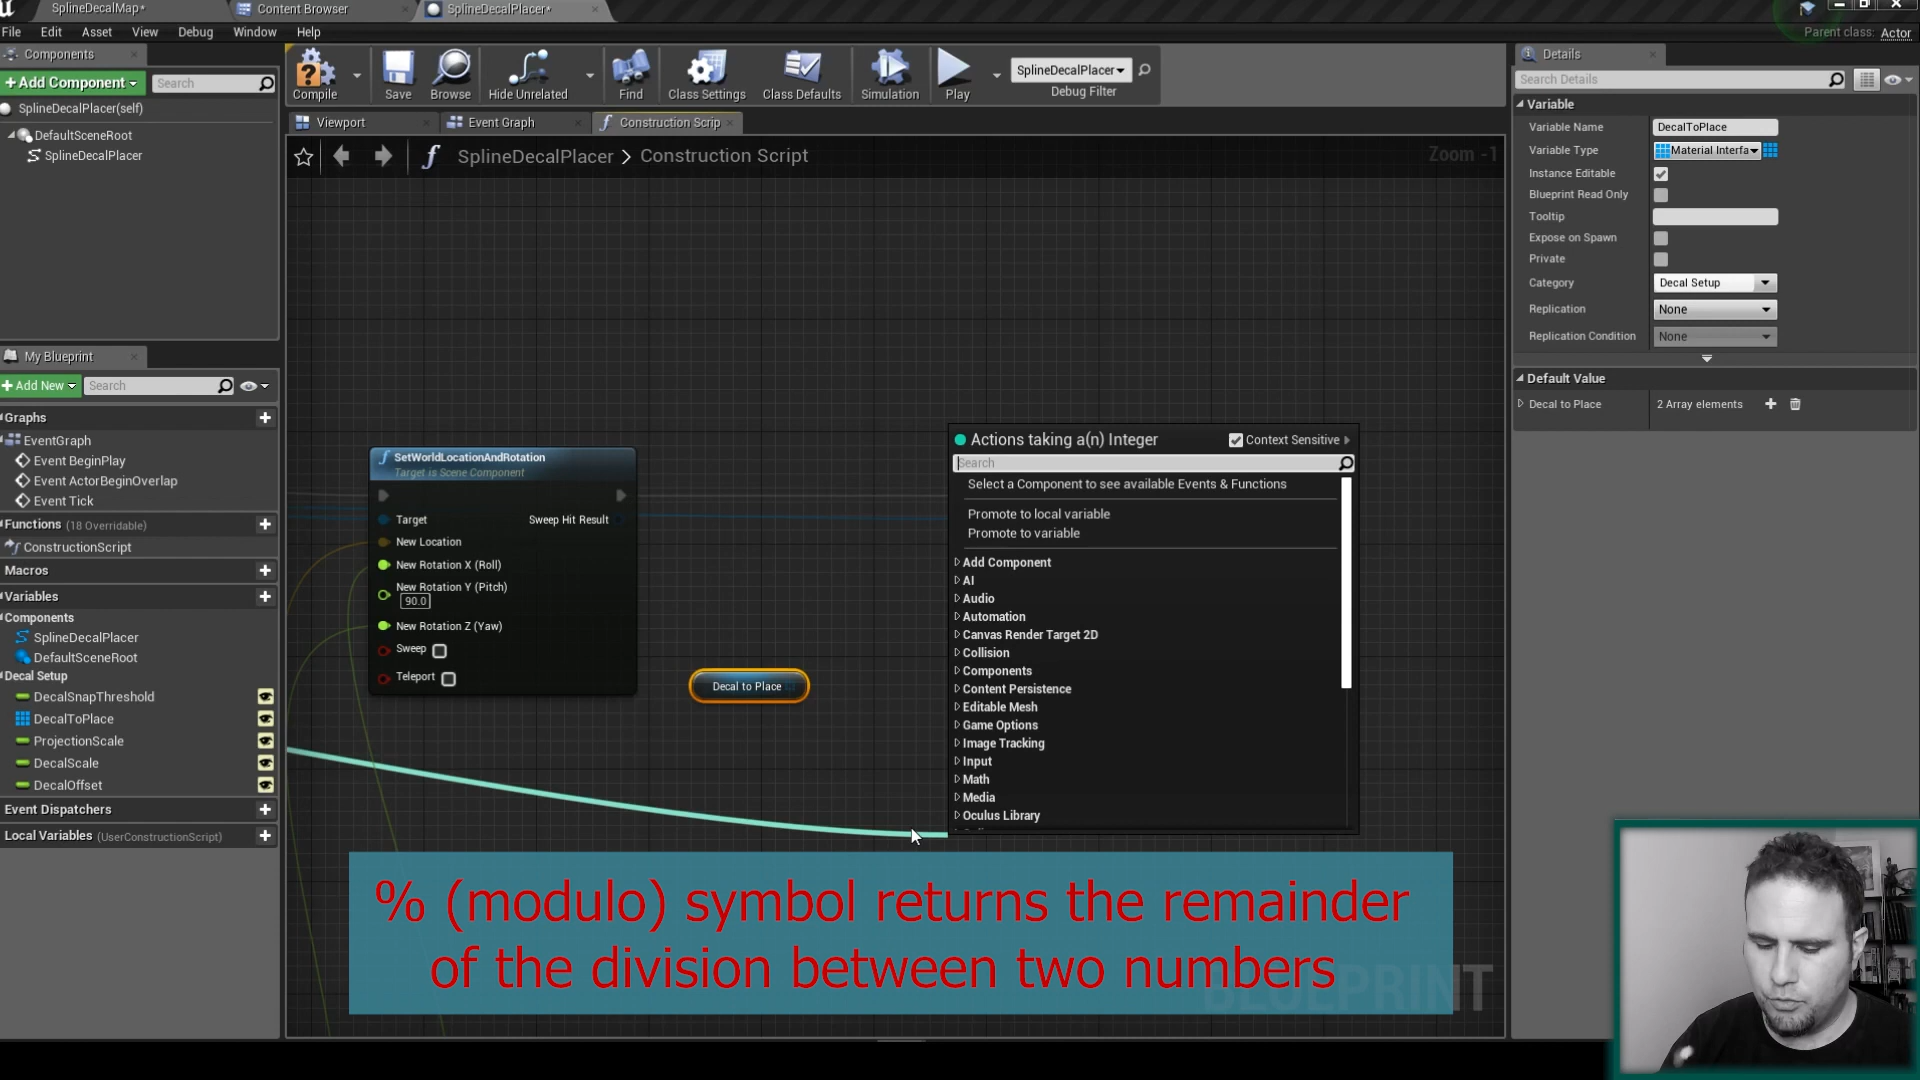 SplineDecalMap*
Content Browser
SplineDecalPlacer*
File Edit Asset View Debug Window Help
Parent class: Actor
Components
+Add Component
Search
SplineDecalPlacer(self)
DefaultSceneRoot
SplineDecalPlacer
Compile
Save
Browse
Hide Unrelated
Find
Class Settings
Class Defaults
Simulation
Play
SplineDecalPlacer
Debug Filter
Viewport
Event Graph
Construction Scrip
SplineDecalPlacer > Construction Script
Zoom -1
My Blueprint
+Add New
Search
Graphs
EventGraph
Event BeginPlay
Event ActorBeginOverlap
Event Tick
Functions (18 Overridable)
ConstructionScript
Macros
Variables
Components
SplineDecalPlacer
DefaultSceneRoot
Decal Setup
DecalSnapThreshold
DecalToPlace
ProjectionScale
DecalScale
DecalOffset
Event Dispatchers
Local Variables (UserConstructionScript)
SetWorldLocationAndRotation
Target is Scene Component
Target
Sweep Hit Result
New Location
New Rotation X (Roll)
New Rotation Y (Pitch)
90.0
New Rotation Z (Yaw)
Sweep
Teleport
Decal to Place
Actions taking a(n) Integer
Context Sensitive
Search
Select a Component to see available Events & Functions
Promote to local variable
Promote to variable
Add Component
AI
Audio
Automation
Canvas Render Target 2D
Collision
Components
Content Persistence
Editable Mesh
Game Options
Image Tracking
Input
Math
Media
Oculus Library
% (modulo) symbol returns the remainder
of the division between two numbers
BLUEPRINT
Details
Search Details
Variable
Variable Name
DecalToPlace
Variable Type
Material Interfa
Instance Editable
Blueprint Read Only
Tooltip
Expose on Spawn
Private
Category
Decal Setup
Replication
None
Replication Condition
None
Default Value
Decal to Place
2 Array elements